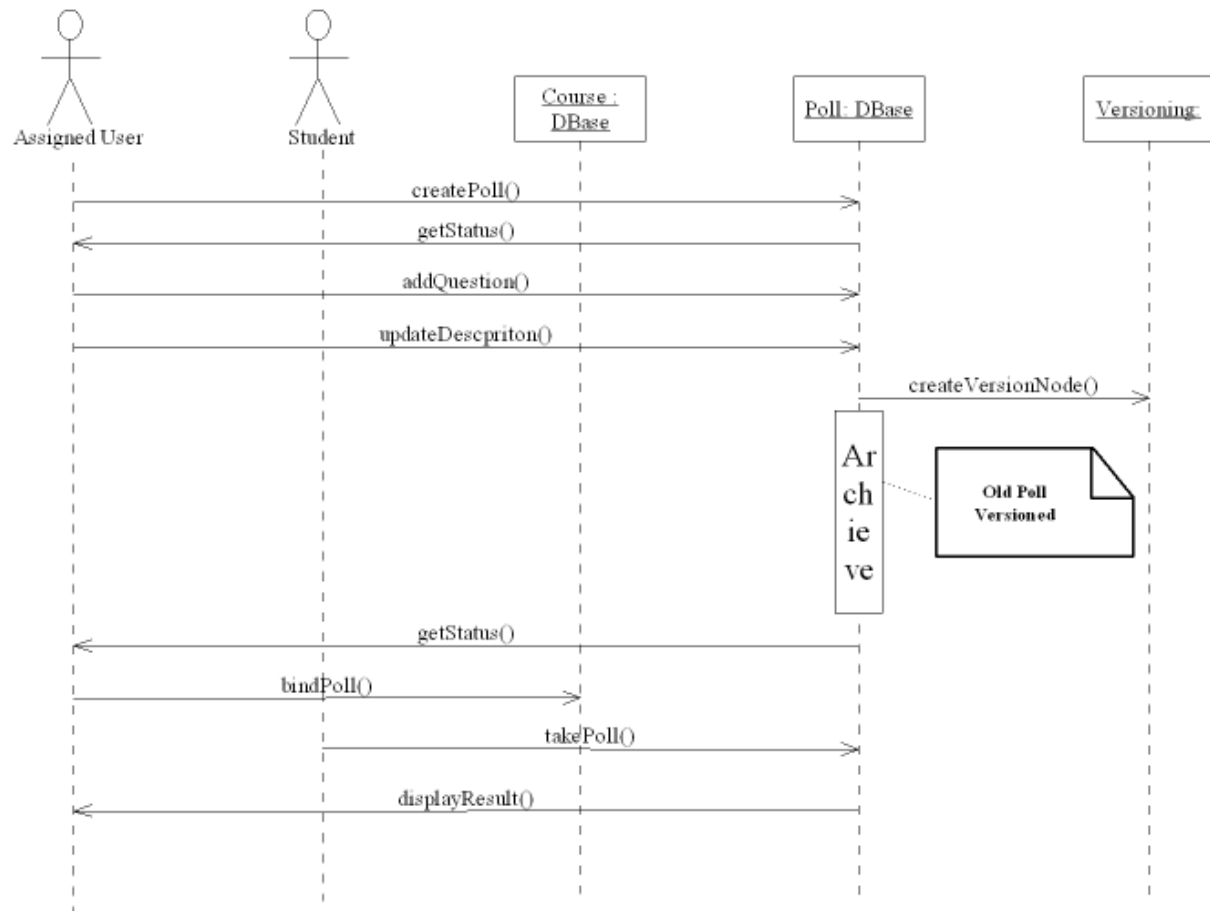 Assigned User
Student
Course :
DBase
Poll: DBase
Versioning:
createPoll()
getStatus()
addQuestion()
updateDescpriton()
createVersionNode()
Ar
ch
ie
ve
Old Poll
Versioned
getStatus()
bindPoll()
takePoll()
displayResult()